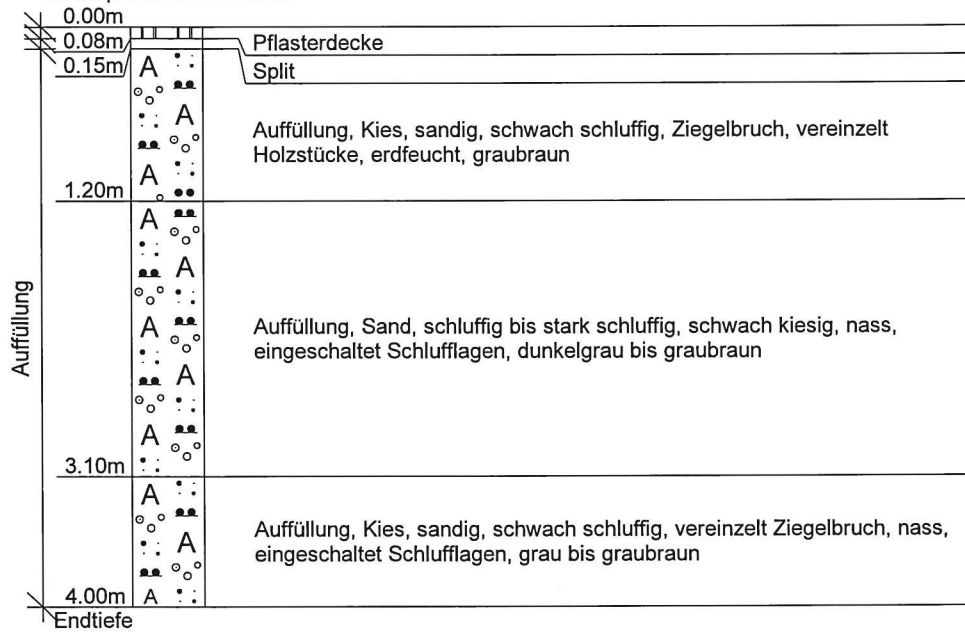 0.00m
0.08m
Pflasterdecke
0.15m
Split
Auffüllung, Kies, sandig, schwach schluffig, Ziegelbruch, vereinzelt
Holzstücke, erdfeucht, graubraun
1.20m
Auffüllung
Auffüllung, Sand, schluffig bis stark schluffig, schwach kiesig, nass,
eingeschaltet Schlufflagen, dunkelgrau bis graubraun
3.10m
Auffüllung, Kies, sandig, schwach schluffig, vereinzelt Ziegelbruch, nass,
eingeschaltet Schlufflagen, grau bis graubraun
4.00m
Endtiefe
A
A
A
A
A
A
A
A
A
A
A
A